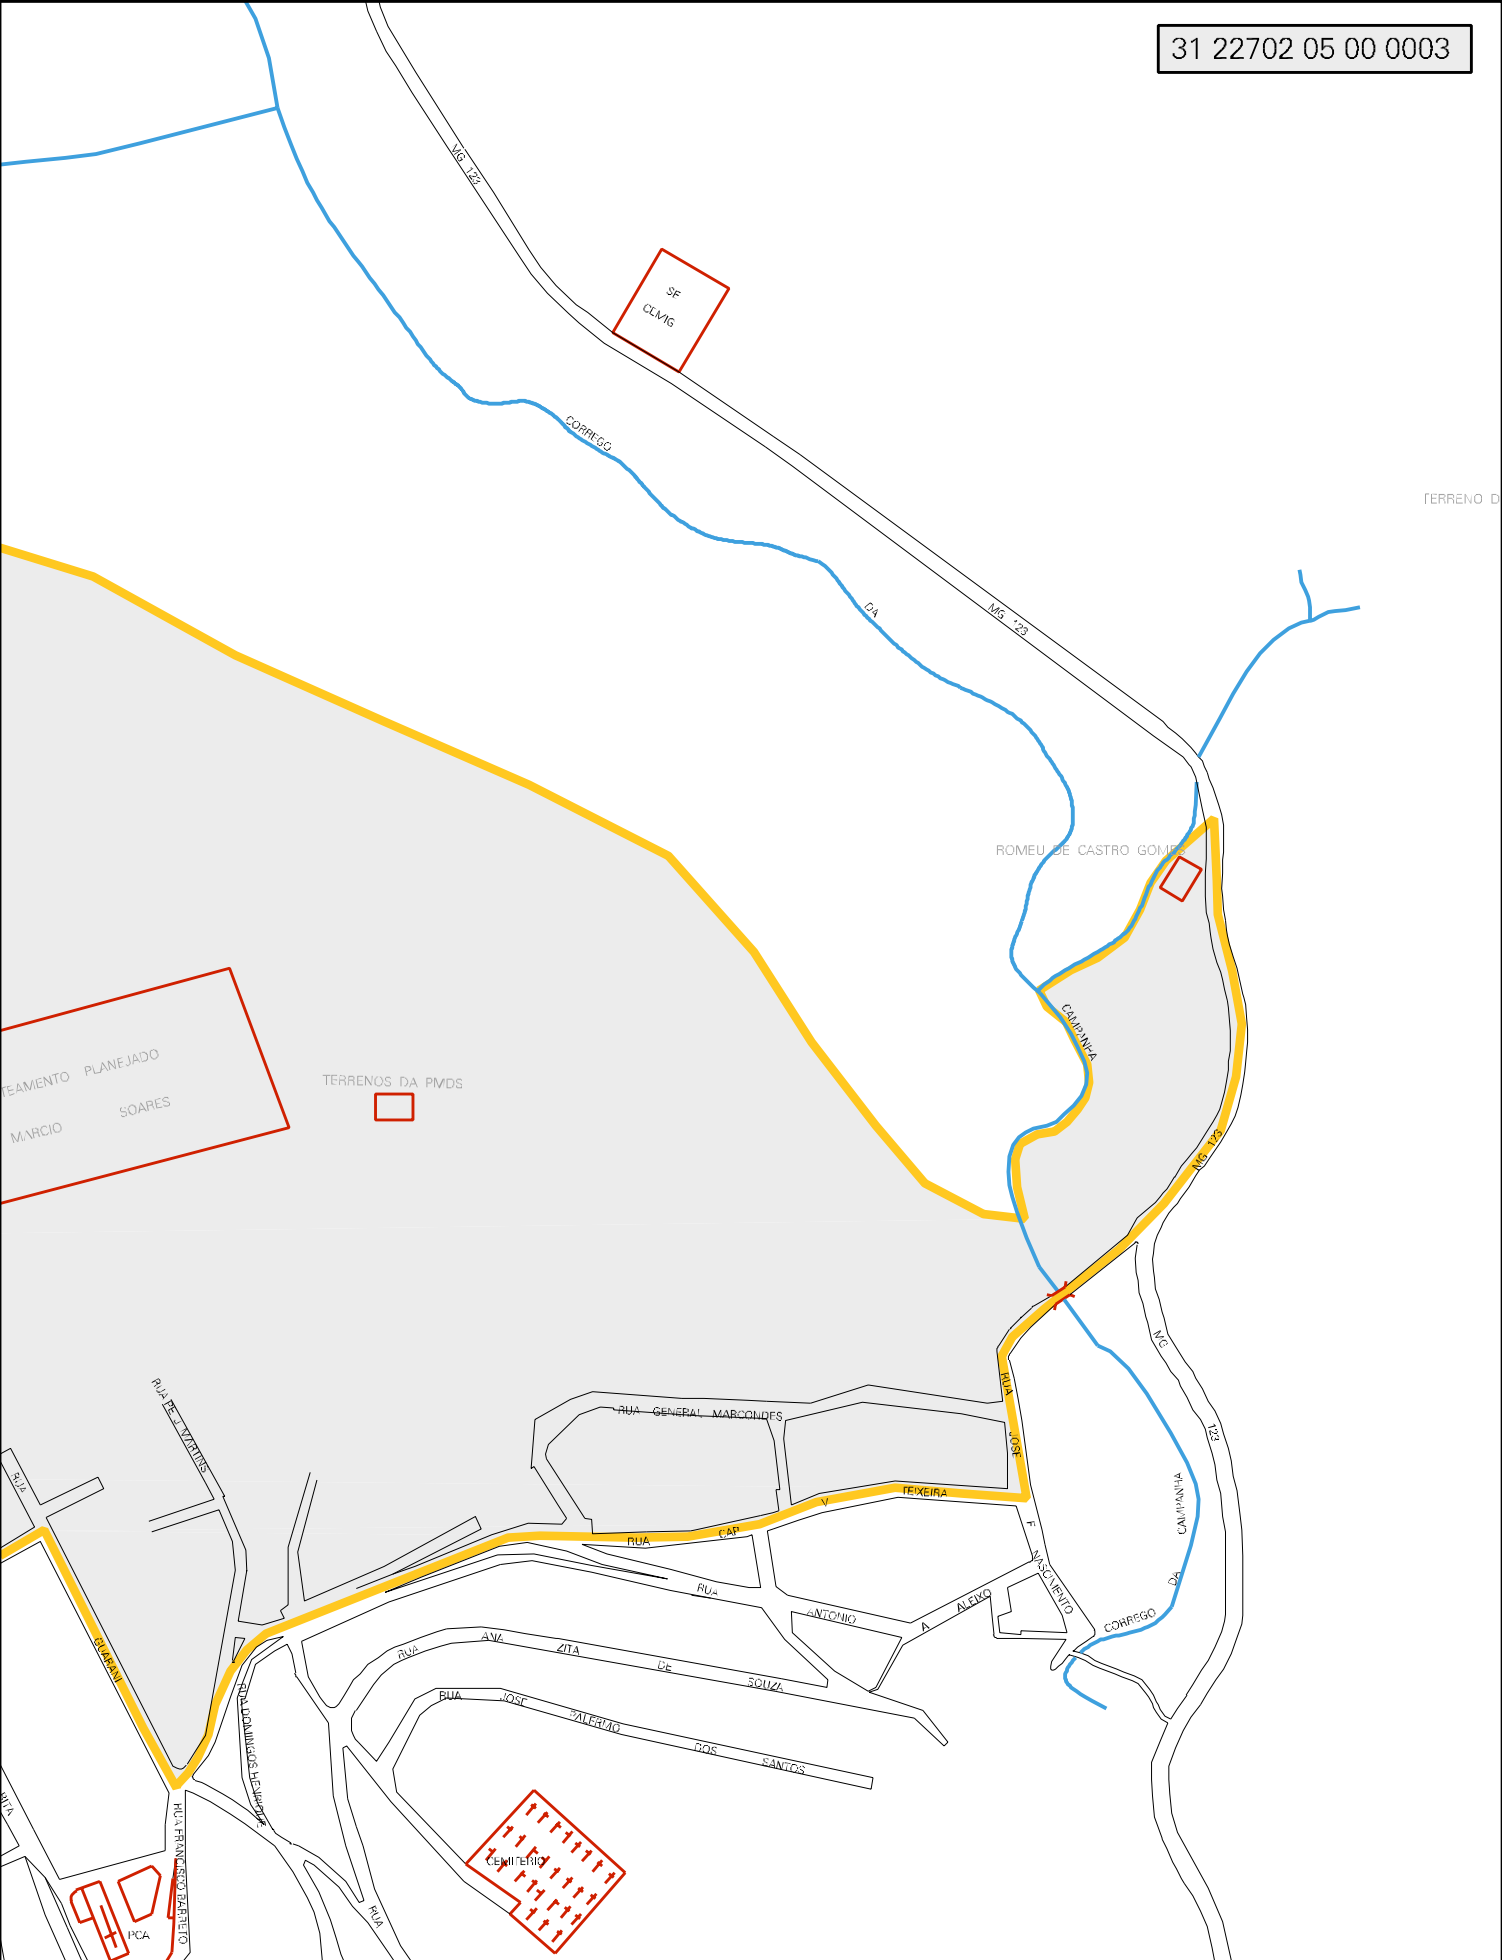 31 22702 05 00 0003
MG 123
SE
CEMIG
CORREGO
TERRENO D
DA
MG 123
ROMEU DE CASTRO GOMES
CAMPANHA
TEAMENTO PLANEJADO
MARCIO SOARES
TERRENOS DA PMDS
MG 123
MG 123
RUA JOSE F NASCIMENTO
RUA PE J MARTINS
RUA GENERAL MARCONDES
RUA
RUA CAP V TEIXEIRA
CORREGO DA CAMPANHA
RUA ANTONIO A ALEIXO
GUARANI
RUA ANA ZITA DE SOUZA
RUA DOMINGOS HENRIQUE
RUA JOSE PALERMO DOS SANTOS
RITA
RUA FRANCISCO BARRETO
CEMITERIO
RUA
PCA